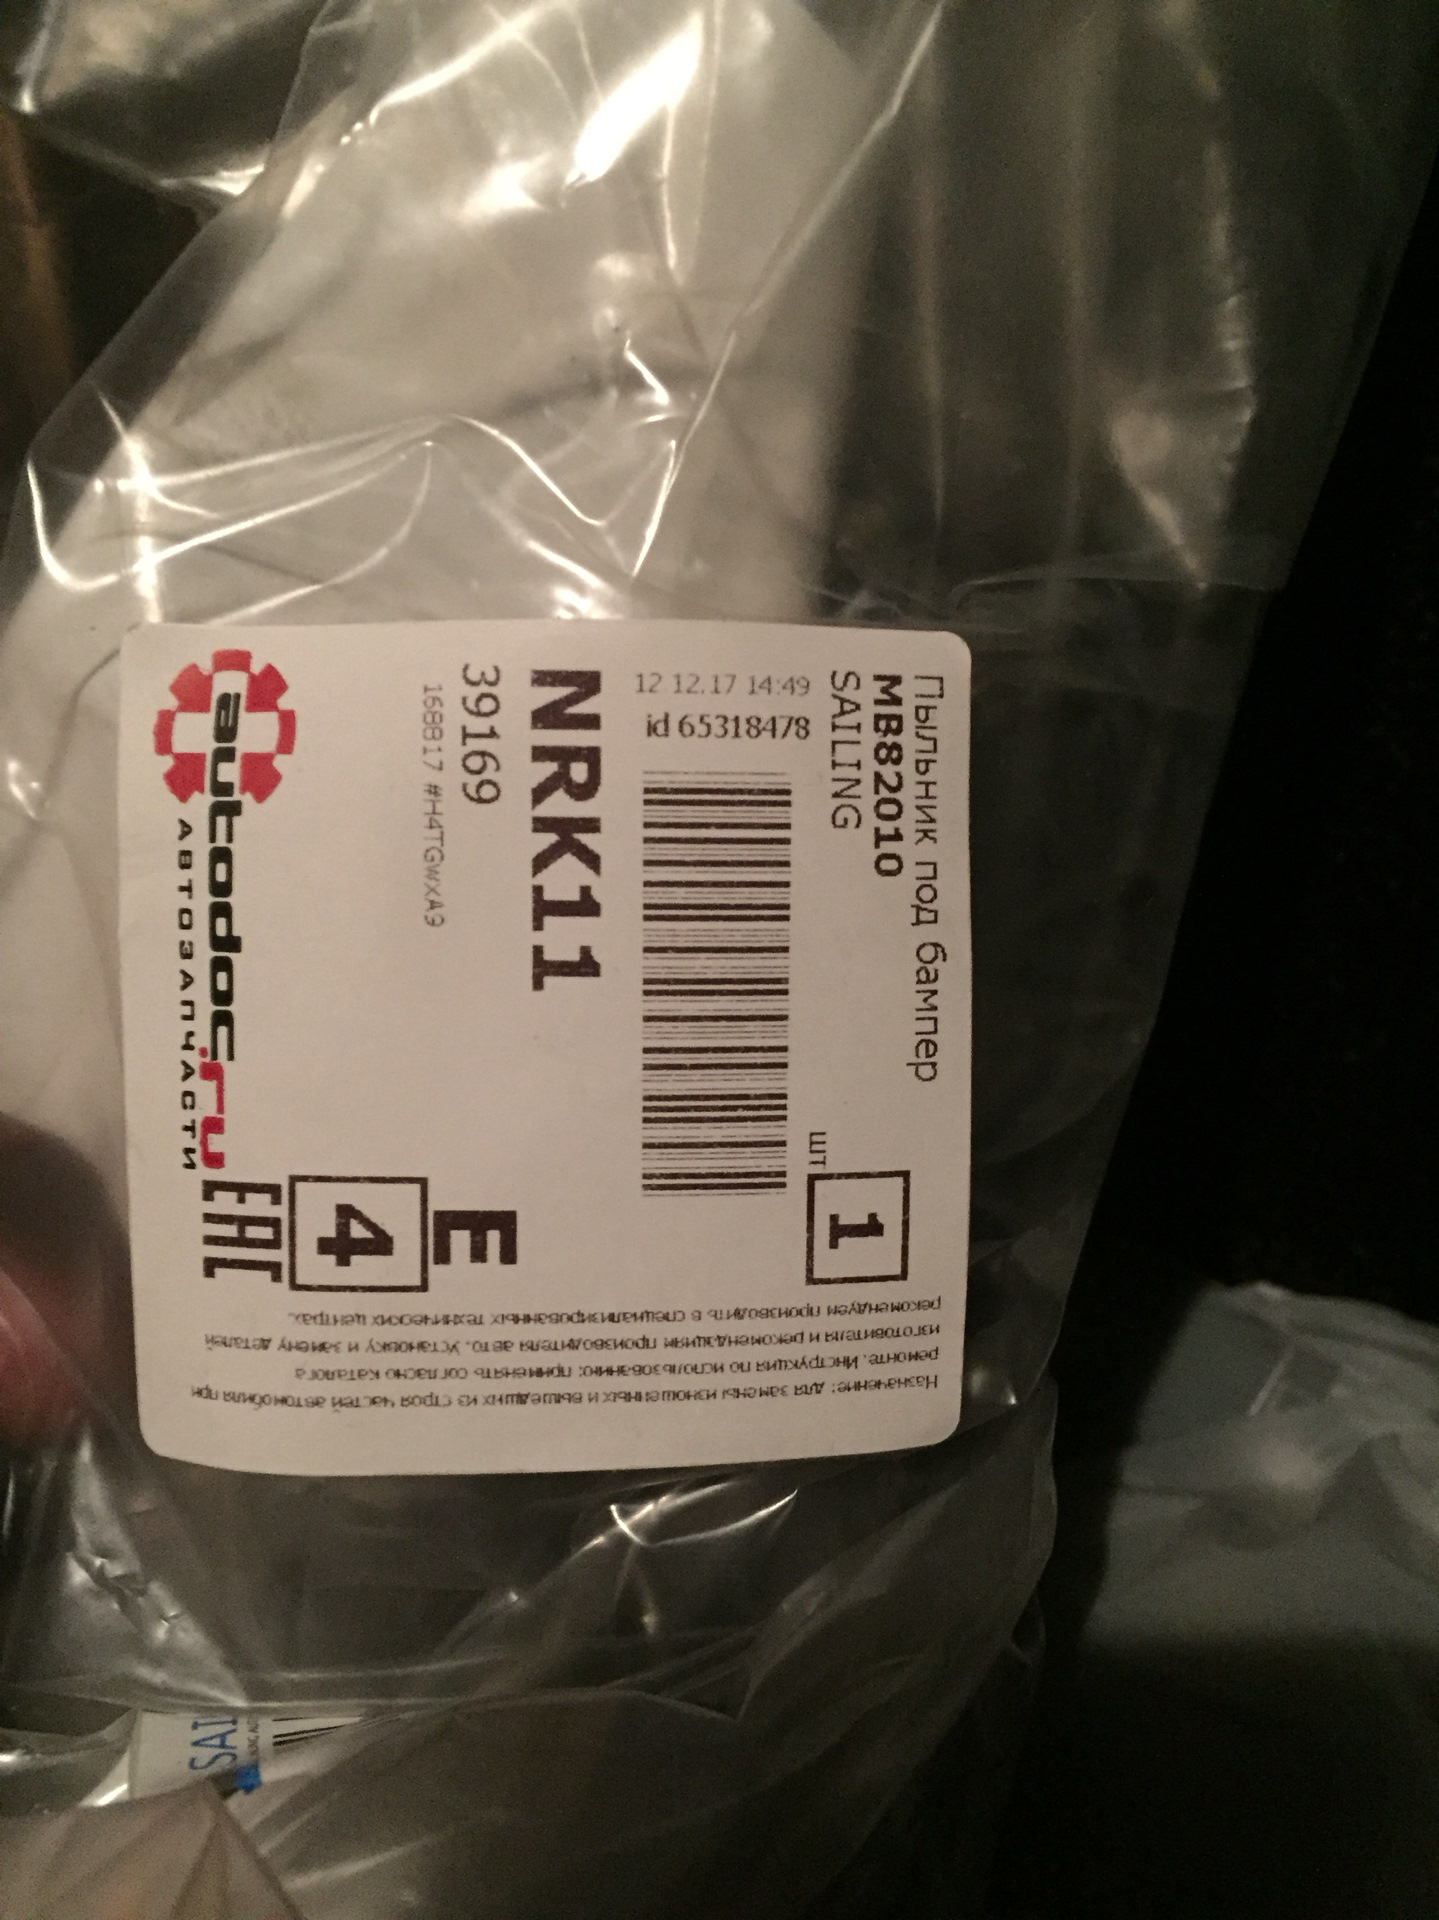 Пыльник под бампер
MB82010
SAILING
1
шт
12.12.17 14:49
id 65318478
NRK11
39169
16BB17 #H4TGwxA9
E
4
EAC
autodoc.ru
АВТОЗАПЧАСТИ
Назначение: для замены изношенных и вышедших из строя частей автомобиля при
ремонте. Инструкция по использованию: применять согласно каталога
изготовителя и рекомендациям производителя авто. Установку и замену деталей
рекомендуем производить в специализированных технических центрах.
SAI